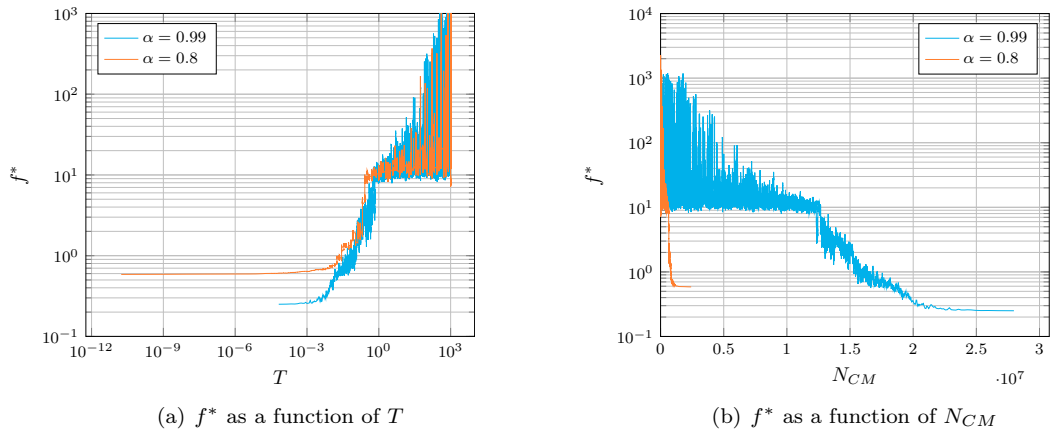 10^3
10^2
10^1
10^0
10^−1
f*
α = 0.99
α = 0.8
10^−12 10^−9 10^−6 10^−3 10^0 10^3
T
(a) f* as a function of T
10^4
10^3
10^2
10^1
10^0
10^−1
f*
α = 0.99
α = 0.8
0 0.5 1 1.5 2 2.5 3
N_CM
·10^7
(b) f* as a function of N_CM